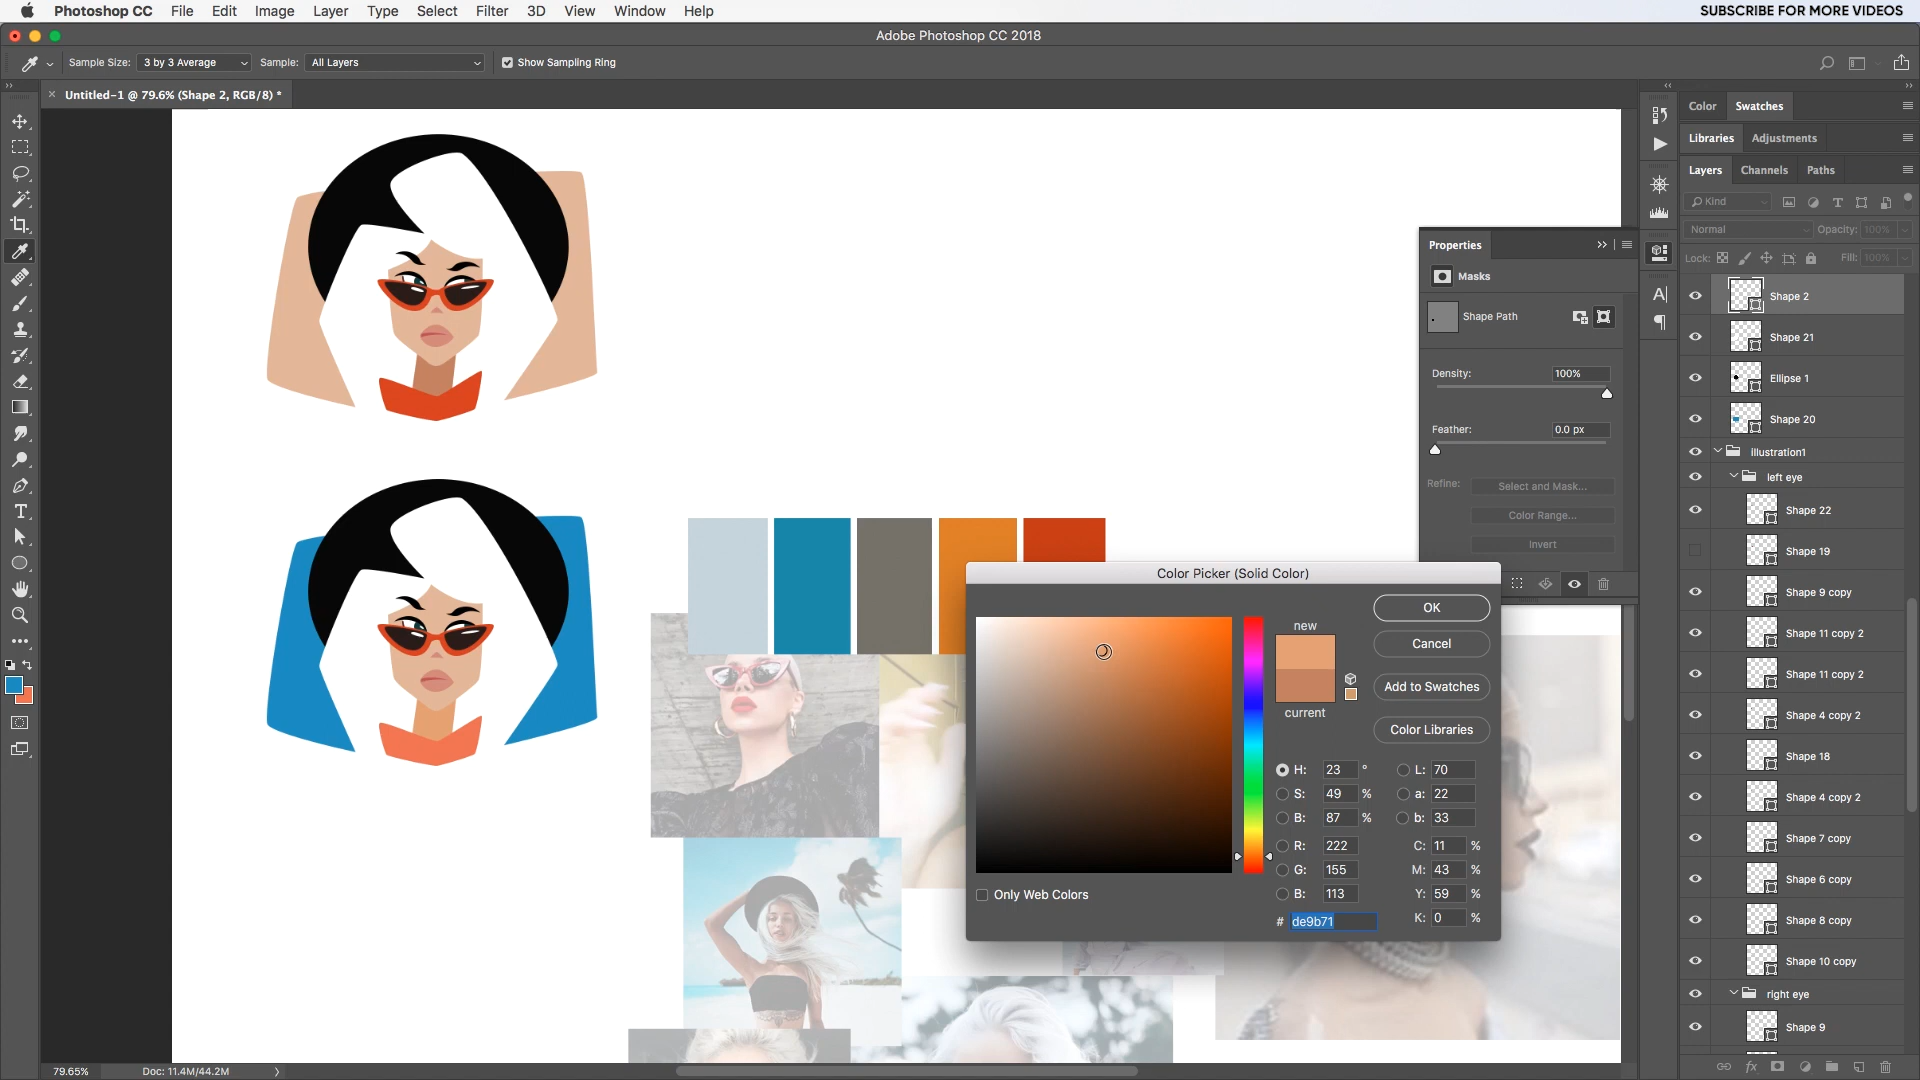 Photoshop CC File Edit Image Layer Type Select Filter 3D View Window Help
SUBSCRIBE FOR MORE VIDEOS
Adobe Photoshop CC 2018
Sample Size: 3 by 3 Average Sample: All Layers Show Sampling Ring
Untitled-1 @ 79.6% (Shape 2, RGB/8) *
Color Swatches
Libraries Adjustments
Layers Channels Paths
Kind
Normal Opacity: 100%
Lock: Fill: 100%
Shape 2
Shape 21
Ellipse 1
Shape 20
illustration1
left eye
Shape 22
Shape 19
Shape 9 copy
Shape 11 copy 2
Shape 11 copy 2
Shape 4 copy 2
Shape 18
Shape 4 copy 2
Shape 7 copy
Shape 6 copy
Shape 8 copy
Shape 10 copy
right eye
Shape 9
Properties
Masks
Shape Path
Density: 100%
Feather: 0.0 px
Refine: Select and Mask...
Color Range...
Invert
Color Picker (Solid Color)
new
current
OK
Cancel
Add to Swatches
Color Libraries
H: 23 ° L: 70
S: 49 % a: 22
B: 87 % b: 33
R: 222 C: 11 %
G: 155 M: 43 %
B: 113 Y: 59 %
K: 0 %
# de9b71
Only Web Colors
79.65% Doc: 11.4M/44.2M